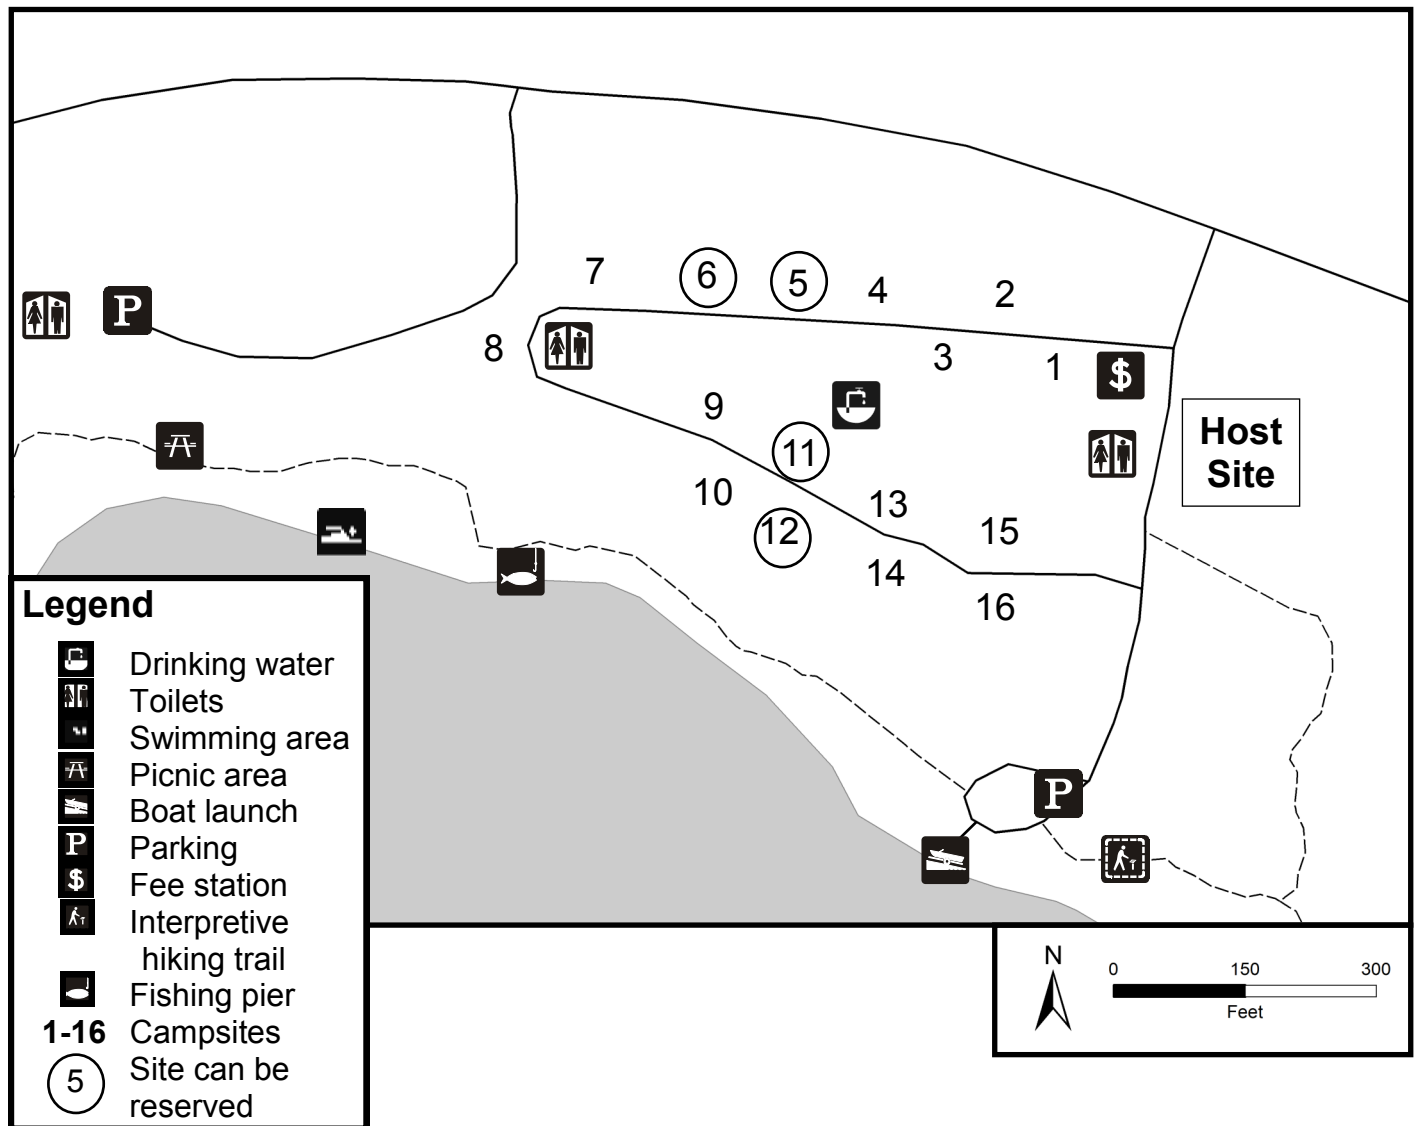 7
6
5
4
2
P
8
3
1
$
9
11
Host
Site
10
12
13
15
14
16
P
Legend
Drinking water
Toilets
Swimming area
Picnic area
Boat launch
P Parking
$ Fee station
Interpretive
hiking trail
Fishing pier
1-16 Campsites
5 Site can be
reserved
N
0 150 300
Feet